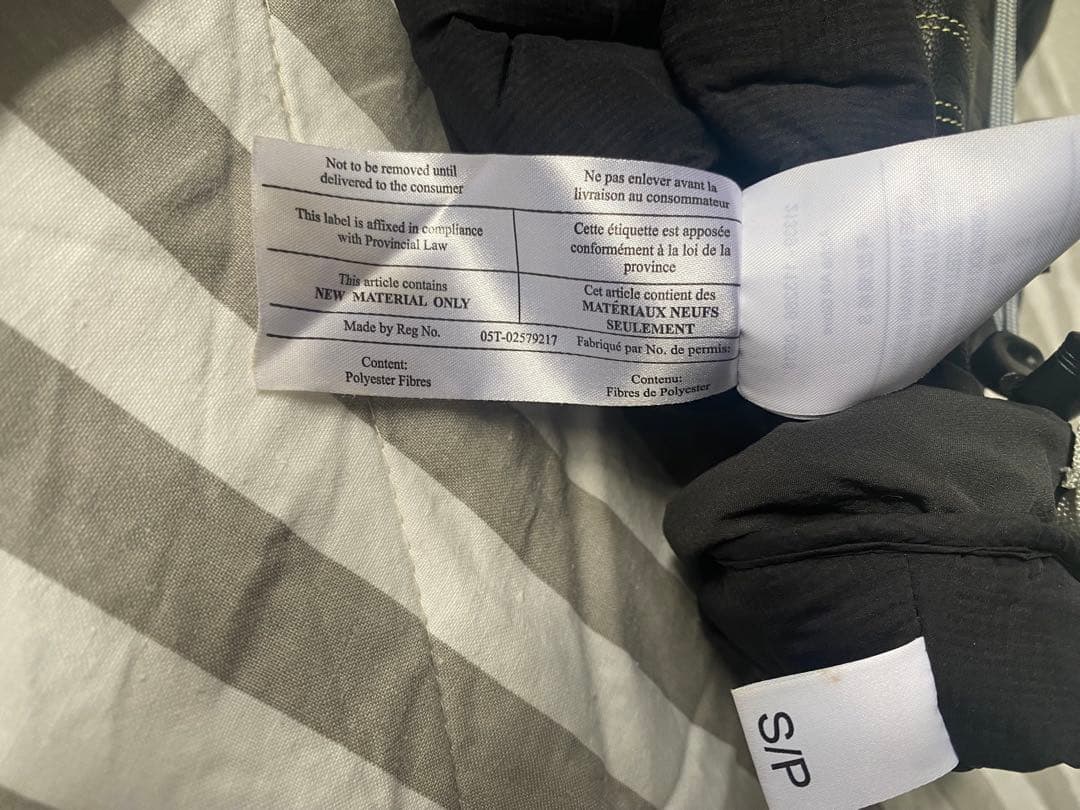 Not to be removed until
delivered to the consumer
Ne pas enlever avant la
livraison au consommateur
This label is affixed in compliance
with Provincial Law
Cette étiquette est apposée
conformément à la loi de la
province
This article contains
NEW MATERIAL ONLY
Cet article contient des
MATÉRIAUX NEUFS
SEULEMENT
Made by Reg No. 05T-02579217 Fabriqué par No. de permis:
Content:
Polyester Fibres
Contenu:
Fibres de Polyester
S/P